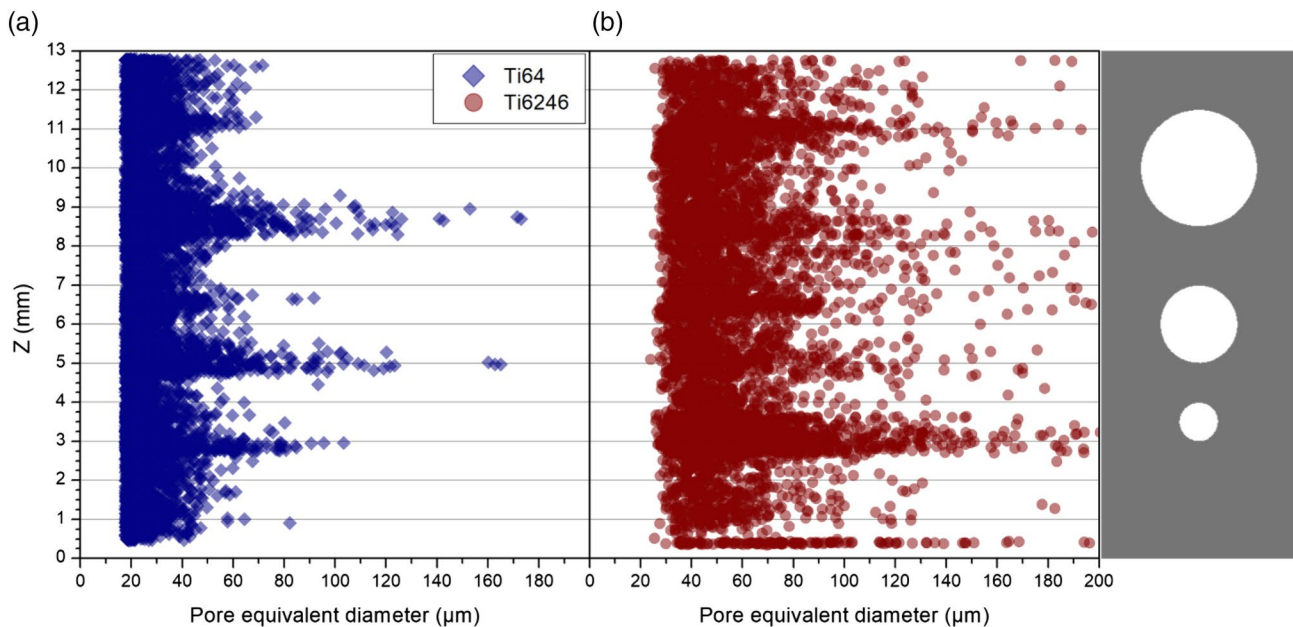 (a)
(b)
Ti64
Ti6246
13
12
11
10
9
8
7
6
5
4
3
2
1
0
Z (mm)
0 20 40 60 80 100 120 140 160 180
0 20 40 60 80 100 120 140 160 180 200
Pore equivalent diameter (µm)
Pore equivalent diameter (µm)